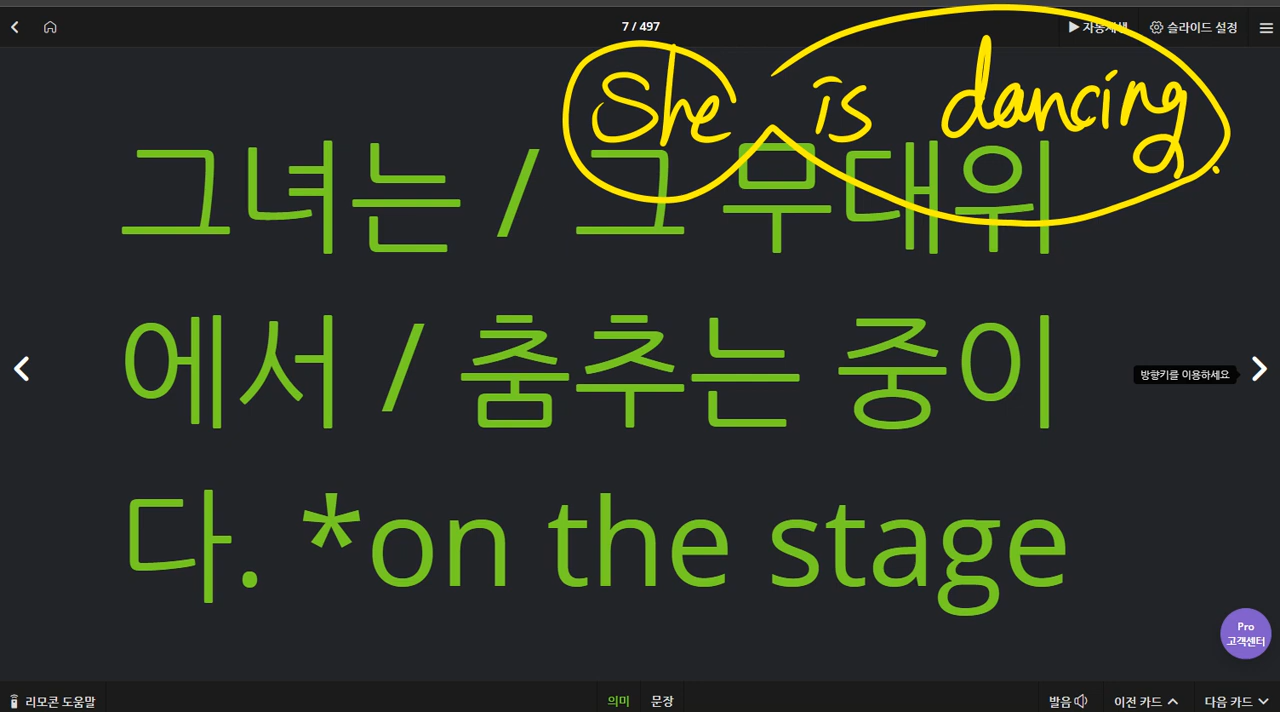 7 / 497
▶ 자동재생
슬라이드 설정
She is dancing.
그녀는 / 그 무대위
에서 / 춤추는 중이
다. *on the stage
방향키를 이용하세요
Pro
고객센터
리모콘 도움말
의미
문장
발음
이전 카드
다음 카드